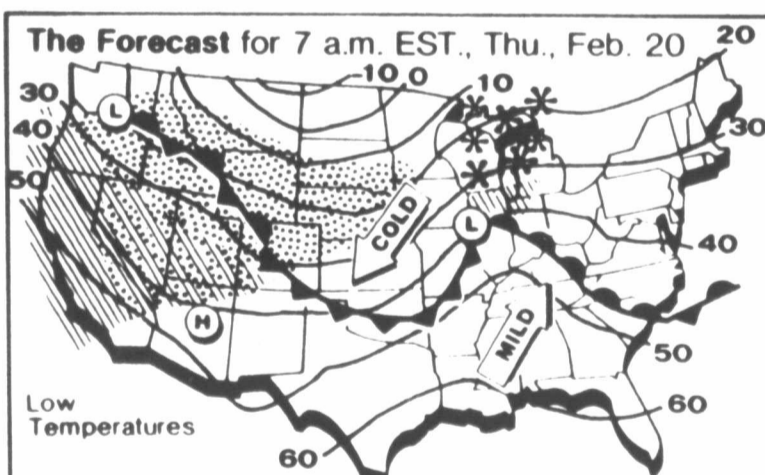 The Forecast for 7 a.m. EST., Thu., Feb. 20
20
-10 0
10
30
30
40
50
L
COLD
L
40
H
MILD
50
60
60
Low
Temperatures